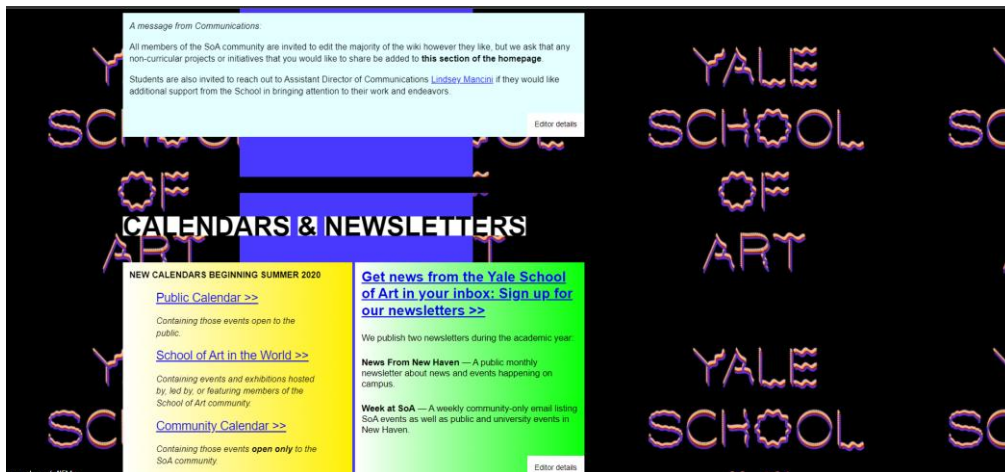 A message from Communications:
All members of the SoA community are invited to edit the majority of the wiki however they like, but we ask that any
non-curricular projects or initiatives that you would like to share be added to this section of the homepage.
Students are also invited to reach out to Assistant Director of Communications Lindsey Mancini if they would like
additional support from the School in bringing attention to their work and endeavors.
Editor details
CALENDARS & NEWSLETTERS
NEW CALENDARS BEGINNING SUMMER 2020
Public Calendar >>
Containing those events open to the
public.
School of Art in the World >>
Containing events and exhibitions hosted
by, led by, or featuring members of the
School of Art community.
Community Calendar >>
Containing those events open only to the
SoA community.
Get news from the Yale School
of Art in your inbox: Sign up for
our newsletters >>
We publish two newsletters during the academic year:
News From New Haven — A public monthly
newsletter about news and events happening on
campus.
Week at SoA — A weekly community-only email listing
SoA events as well as public and university events in
New Haven.
Editor details
YALE
SCHOOL
OF
ART
YALE
SCHOOL